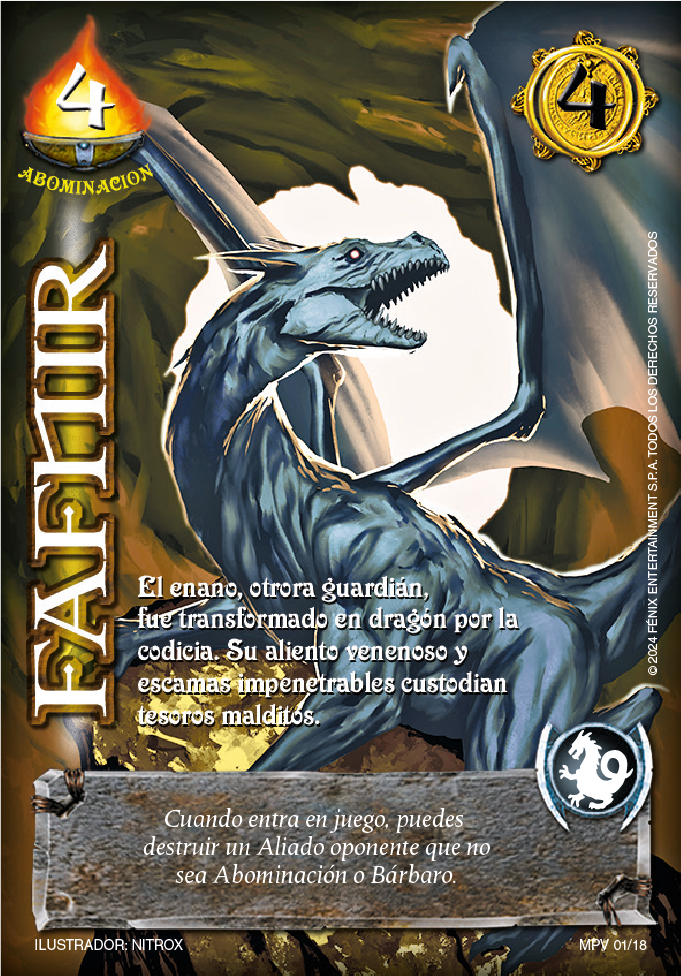 4
4
ABOMINACION
FAFNIR
El enano, otrora guardián,
fue transformado en dragón por la
codicia. Su aliento venenoso y
escamas impenetrables custodian
tesoros malditos.
Cuando entra en juego, puedes
destruir un Aliado oponente que no
sea Abominación o Bárbaro.
© 2024 FÉNIX ENTERTAINMENT S.P.A. TODOS LOS DERECHOS RESERVADOS
ILUSTRADOR: NITROX
MPV 01/18